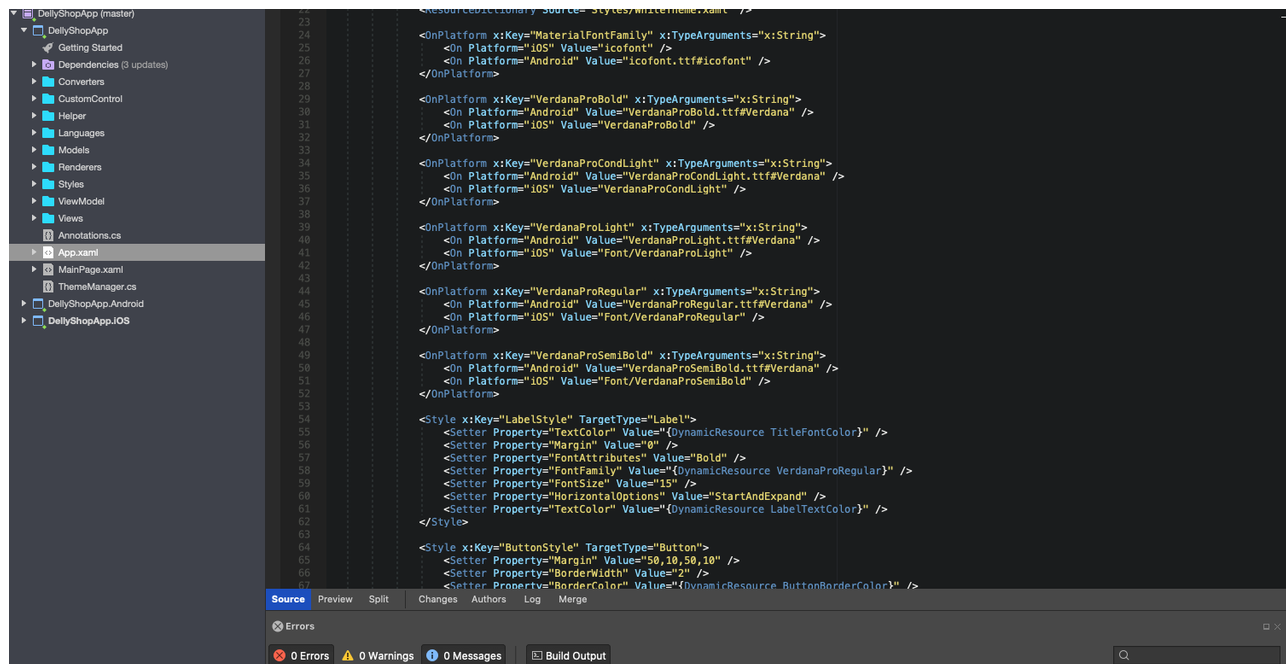 DellyShopApp (master)
DellyShopApp
Getting Started
Dependencies (3 updates)
Converters
CustomControl
Helper
Languages
Models
Renderers
Styles
ViewModel
Views
Annotations.cs
App.xaml
MainPage.xaml
ThemeManager.cs
DellyShopApp.Android
DellyShopApp.iOS
22 <ResourceDictionary Source="Styles/WhiteTheme.xaml" />
23
24 <OnPlatform x:Key="MaterialFontFamily" x:TypeArguments="x:String">
25 <On Platform="iOS" Value="icofont" />
26 <On Platform="Android" Value="icofont.ttf#icofont" />
27 </OnPlatform>
28
29 <OnPlatform x:Key="VerdanaProBold" x:TypeArguments="x:String">
30 <On Platform="Android" Value="VerdanaProBold.ttf#Verdana" />
31 <On Platform="iOS" Value="VerdanaProBold" />
32 </OnPlatform>
33
34 <OnPlatform x:Key="VerdanaProCondLight" x:TypeArguments="x:String">
35 <On Platform="Android" Value="VerdanaProCondLight.ttf#Verdana" />
36 <On Platform="iOS" Value="VerdanaProCondLight" />
37 </OnPlatform>
38
39 <OnPlatform x:Key="VerdanaProLight" x:TypeArguments="x:String">
40 <On Platform="Android" Value="VerdanaProLight.ttf#Verdana" />
41 <On Platform="iOS" Value="Font/VerdanaProLight" />
42 </OnPlatform>
43
44 <OnPlatform x:Key="VerdanaProRegular" x:TypeArguments="x:String">
45 <On Platform="Android" Value="VerdanaProRegular.ttf#Verdana" />
46 <On Platform="iOS" Value="Font/VerdanaProRegular" />
47 </OnPlatform>
48
49 <OnPlatform x:Key="VerdanaProSemiBold" x:TypeArguments="x:String">
50 <On Platform="Android" Value="VerdanaProSemiBold.ttf#Verdana" />
51 <On Platform="iOS" Value="Font/VerdanaProSemiBold" />
52 </OnPlatform>
53
54 <Style x:Key="LabelStyle" TargetType="Label">
55 <Setter Property="TextColor" Value="{DynamicResource TitleFontColor}" />
56 <Setter Property="Margin" Value="0" />
57 <Setter Property="FontAttributes" Value="Bold" />
58 <Setter Property="FontFamily" Value="{DynamicResource VerdanaProRegular}" />
59 <Setter Property="FontSize" Value="15" />
60 <Setter Property="HorizontalOptions" Value="StartAndExpand" />
61 <Setter Property="TextColor" Value="{DynamicResource LabelTextColor}" />
62 </Style>
63
64 <Style x:Key="ButtonStyle" TargetType="Button">
65 <Setter Property="Margin" Value="50,10,50,10" />
66 <Setter Property="BorderWidth" Value="2" />
67 <Setter Property="BorderColor" Value="{DynamicResource ButtonBorderColor}" />
Source Preview Split Changes Authors Log Merge
Errors
0 Errors 0 Warnings 0 Messages Build Output